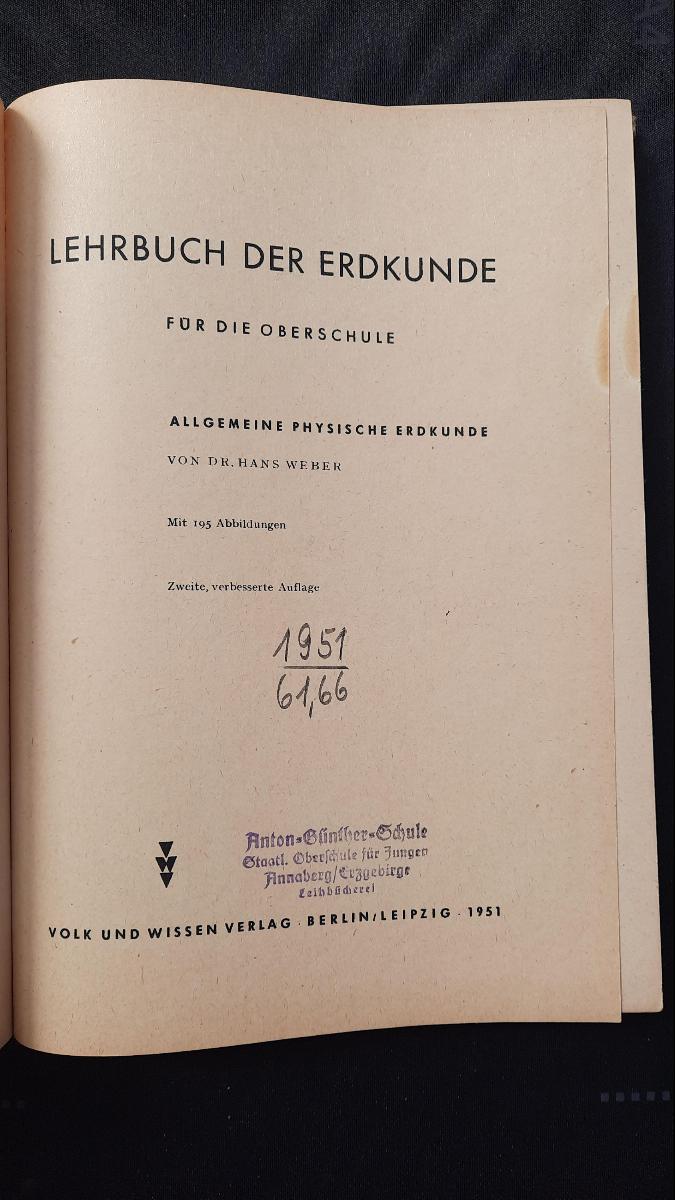 LEHRBUCH DER ERDKUNDE
FÜR DIE OBERSCHULE
ALLGEMEINE PHYSISCHE ERDKUNDE
VON DR. HANS WEBER
Mit 195 Abbildungen
Zweite, verbesserte Auflage
1951
61,66
Anton-Günther-Schule
Staatl. Oberschule für Jungen
Annaberg/Erzgebirge
Leihbücherei
VOLK UND WISSEN VERLAG · BERLIN/LEIPZIG · 1951